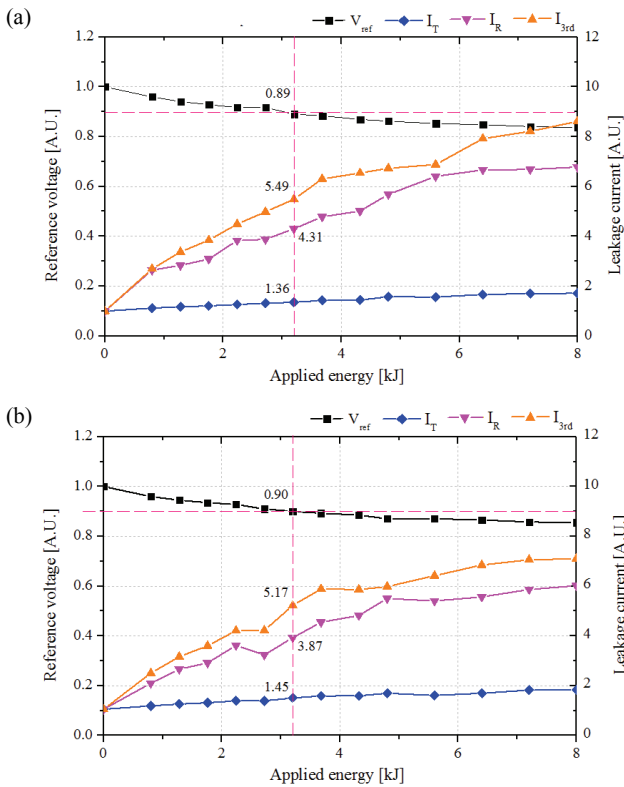 (a)
V_ref I_T I_R I_3rd
1.2 12
1.0 10
0.89
0.8 8
0.6 6
5.49
0.4 4
4.31
1.36
0.2 2
0.0 0
0 2 4 6 8
Reference voltage [A.U.]
Leakage current [A.U.]
Applied energy [kJ]
(b)
V_ref I_T I_R I_3rd
1.2 12
1.0 10
0.90
0.8 8
0.6 6
5.17
0.4 4
3.87
1.45
0.2 2
0.0 0
0 2 4 6 8
Reference voltage [A.U.]
Leakage current [A.U.]
Applied energy [kJ]